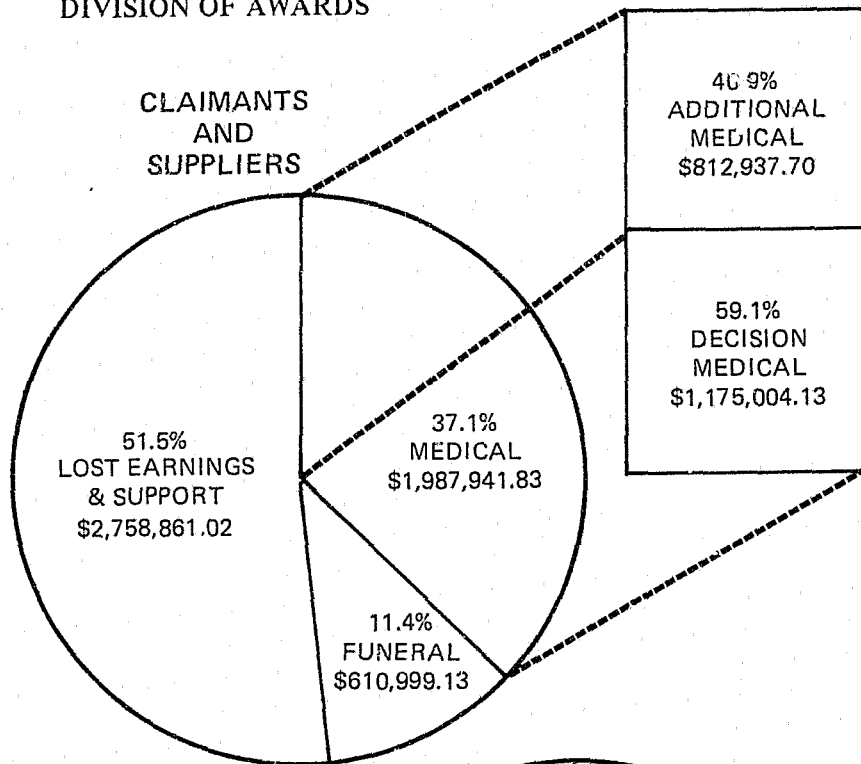 DIVISION OF AWARDS
CLAIMANTS
AND
SUPPLIERS
40.9%
ADDITIONAL
MEDICAL
$812,937.70
59.1%
DECISION
MEDICAL
$1,175,004.13
37.1%
MEDICAL
$1,987,941.83
51.5%
LOST EARNINGS
& SUPPORT
$2,758,861.02
11.4%
FUNERAL
$610,999.13